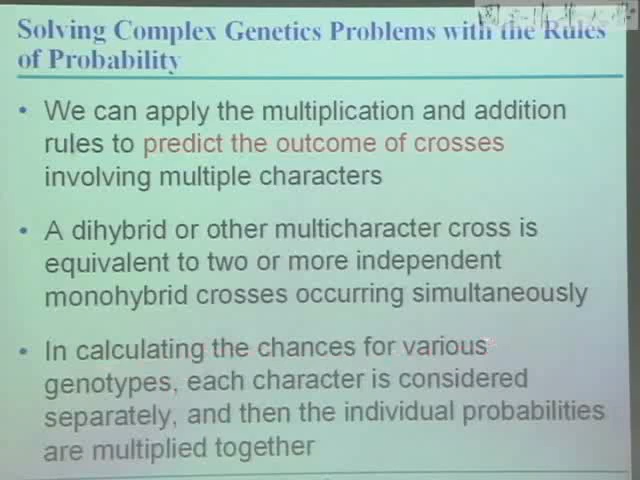 Solving Complex Genetics Problems with the Rules
of Probability
• We can apply the multiplication and addition
rules to predict the outcome of crosses
involving multiple characters
• A dihybrid or other multicharacter cross is
equivalent to two or more independent
monohybrid crosses occurring simultaneously
• In calculating the chances for various
genotypes, each character is considered
separately, and then the individual probabilities
are multiplied together